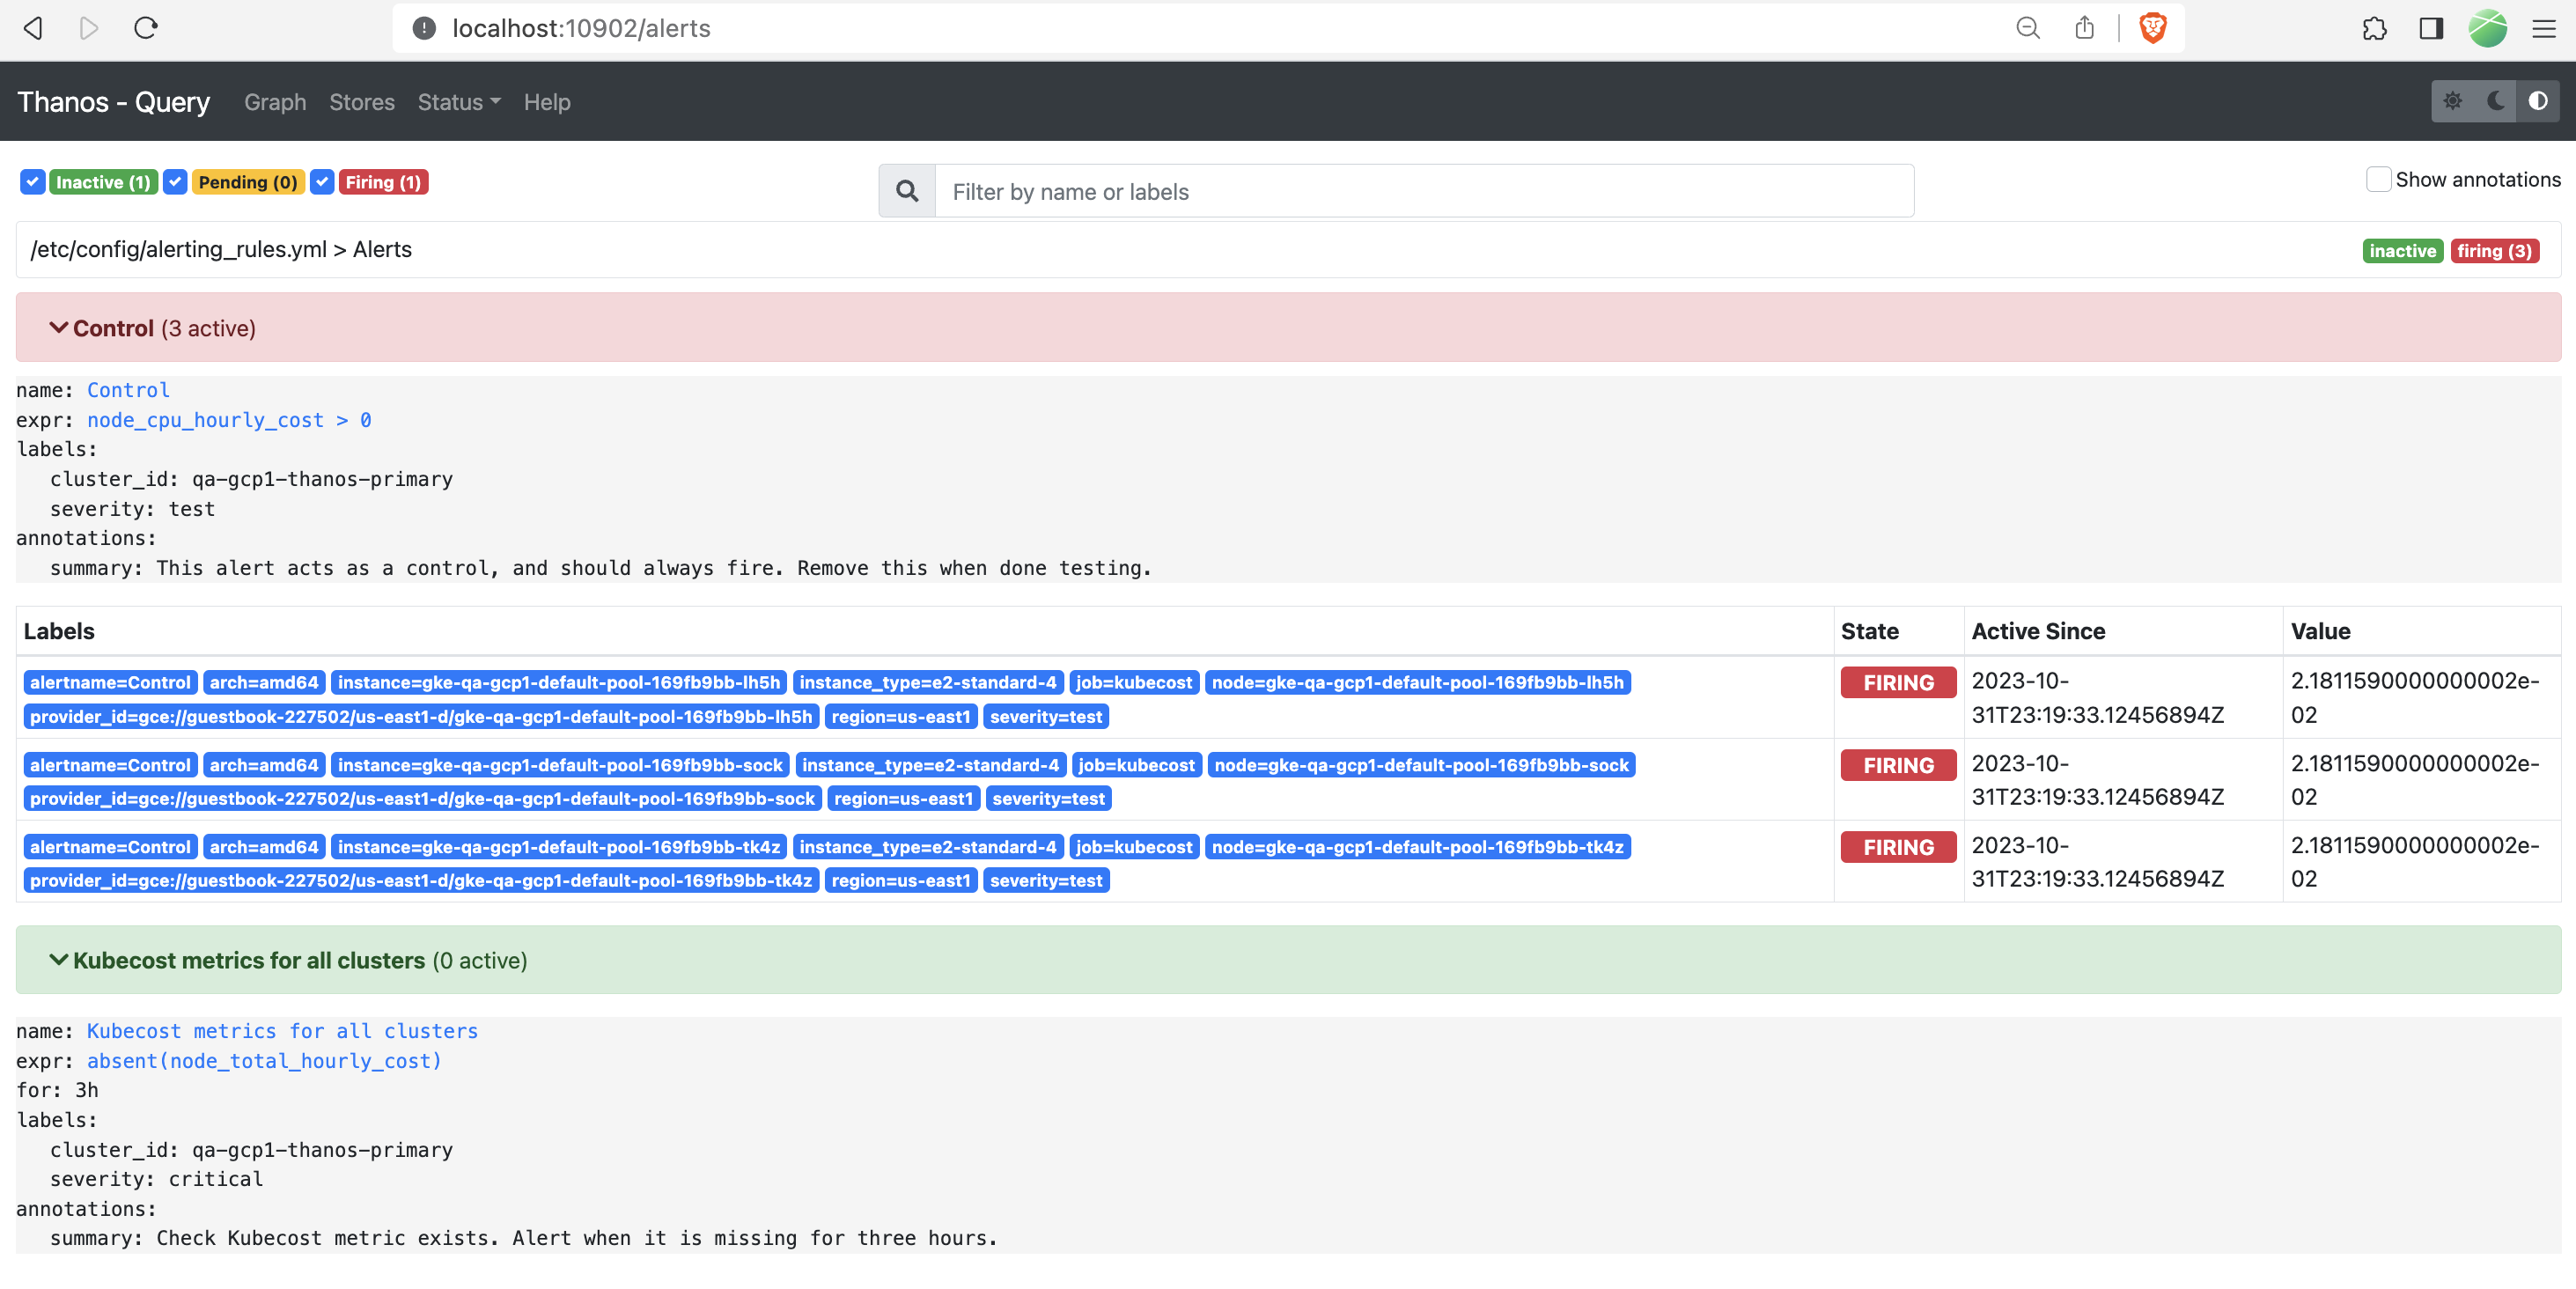 localhost:10902/alerts
Thanos - Query Graph Stores Status Help
Inactive (1) Pending (0) Firing (1) Filter by name or labels Show annotations
/etc/config/alerting_rules.yml > Alerts inactive firing (3)
Control (3 active)
name: Control
expr: node_cpu_hourly_cost > 0
labels:
cluster_id: qa-gcp1-thanos-primary
severity: test
annotations:
summary: This alert acts as a control, and should always fire. Remove this when done testing.
Labels State Active Since Value
alertname=Control arch=amd64 instance=gke-qa-gcp1-default-pool-169fb9bb-lh5h instance_type=e2-standard-4 job=kubecost node=gke-qa-gcp1-default-pool-169fb9bb-lh5h FIRING 2023-10- 2.1811590000000002e-
provider_id=gce://guestbook-227502/us-east1-d/gke-qa-gcp1-default-pool-169fb9bb-lh5h region=us-east1 severity=test 31T23:19:33.12456894Z 02
alertname=Control arch=amd64 instance=gke-qa-gcp1-default-pool-169fb9bb-sock instance_type=e2-standard-4 job=kubecost node=gke-qa-gcp1-default-pool-169fb9bb-sock FIRING 2023-10- 2.1811590000000002e-
provider_id=gce://guestbook-227502/us-east1-d/gke-qa-gcp1-default-pool-169fb9bb-sock region=us-east1 severity=test 31T23:19:33.12456894Z 02
alertname=Control arch=amd64 instance=gke-qa-gcp1-default-pool-169fb9bb-tk4z instance_type=e2-standard-4 job=kubecost node=gke-qa-gcp1-default-pool-169fb9bb-tk4z FIRING 2023-10- 2.1811590000000002e-
provider_id=gce://guestbook-227502/us-east1-d/gke-qa-gcp1-default-pool-169fb9bb-tk4z region=us-east1 severity=test 31T23:19:33.12456894Z 02
Kubecost metrics for all clusters (0 active)
name: Kubecost metrics for all clusters
expr: absent(node_total_hourly_cost)
for: 3h
labels:
cluster_id: qa-gcp1-thanos-primary
severity: critical
annotations:
summary: Check Kubecost metric exists. Alert when it is missing for three hours.